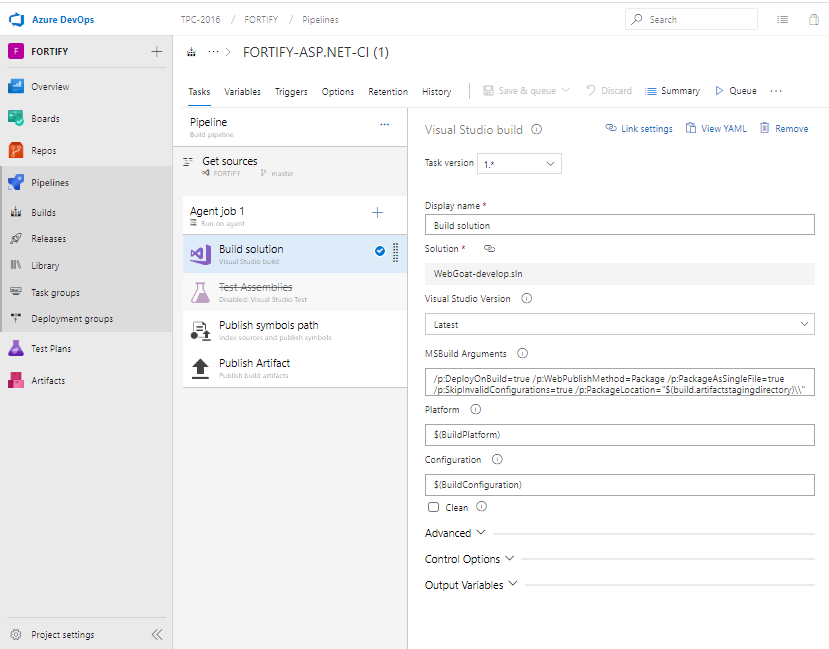 Azure DevOps
TPC-2016 / FORTIFY / Pipelines
Search
F FORTIFY
Overview
Boards
Repos
Pipelines
Builds
Releases
Library
Task groups
Deployment groups
Test Plans
Artifacts
Project settings
··· > FORTIFY-ASP.NET-CI (1)
Tasks Variables Triggers Options Retention History
Save & queue Discard Summary Queue ···
Pipeline ···
Build pipeline
Get sources
FORTIFY master
Agent job 1
Run on agent
Build solution
Visual Studio build
Test Assemblies
Disabled: Visual Studio Test
Publish symbols path
Index sources and publish symbols
Publish Artifact
Publish build artifacts
Visual Studio build
Link settings View YAML Remove
Task version 1.*
Display name *
Build solution
Solution *
WebGoat-develop.sln
Visual Studio Version
Latest
MSBuild Arguments
/p:DeployOnBuild=true /p:WebPublishMethod=Package /p:PackageAsSingleFile=true
/p:SkipInvalidConfigurations=true /p:PackageLocation="$(build.artifactstagingdirectory)\\"
Platform
$(BuildPlatform)
Configuration
$(BuildConfiguration)
Clean
Advanced
Control Options
Output Variables